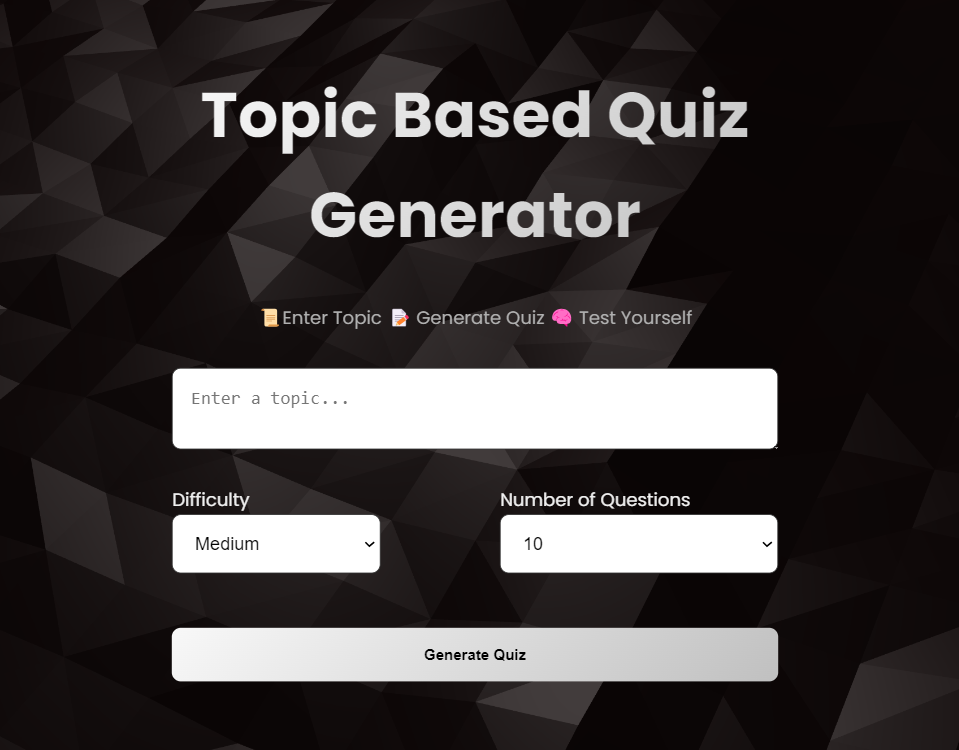 Topic Based Quiz
Generator
📜Enter Topic 📝 Generate Quiz 🧠 Test Yourself
Enter a topic...
Difficulty
Number of Questions
Medium
10
Generate Quiz